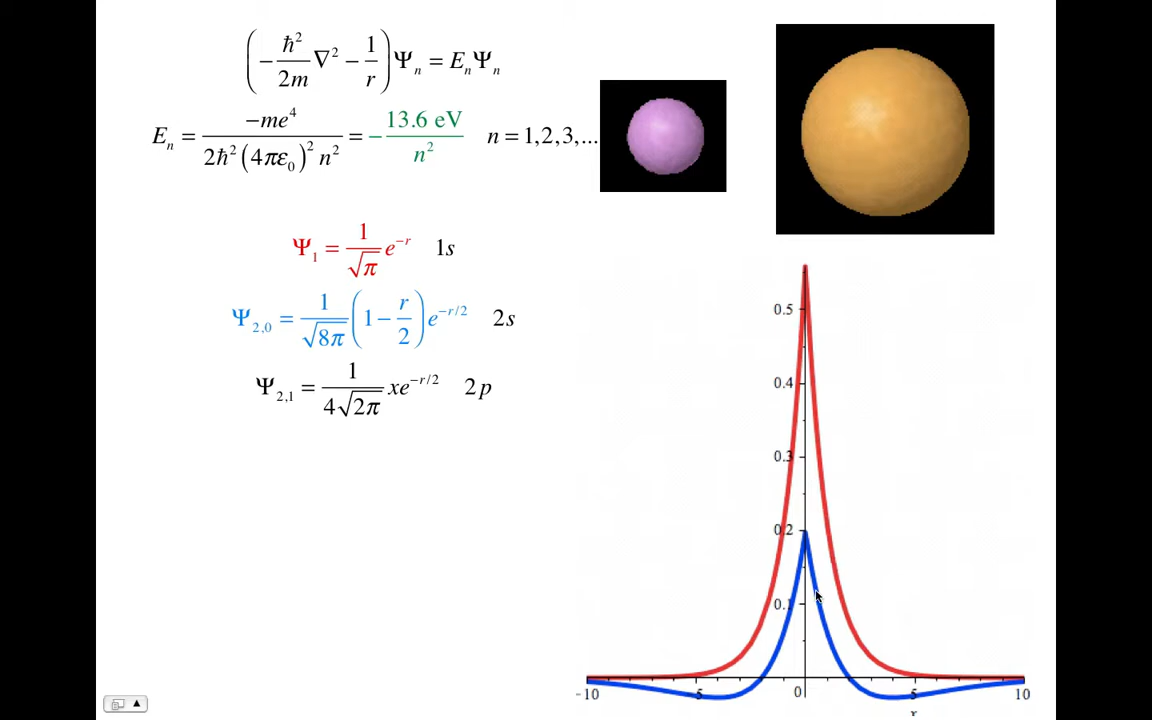 (-ℏ²/2m ∇² - 1/r) Ψₙ = EₙΨₙ
Eₙ = -me⁴ / 2ℏ²(4πε₀)²n² = - 13.6 eV / n² n = 1,2,3,...
Ψ₁ = 1/√π e^{-r} 1s
Ψ₂,₀ = 1/√8π (1 - r/2) e^{-r/2} 2s
Ψ₂,₁ = 1/4√2π xe^{-r/2} 2p
0.5
0.4
0.3
0.2
0.1
-10 -5 0 5 10